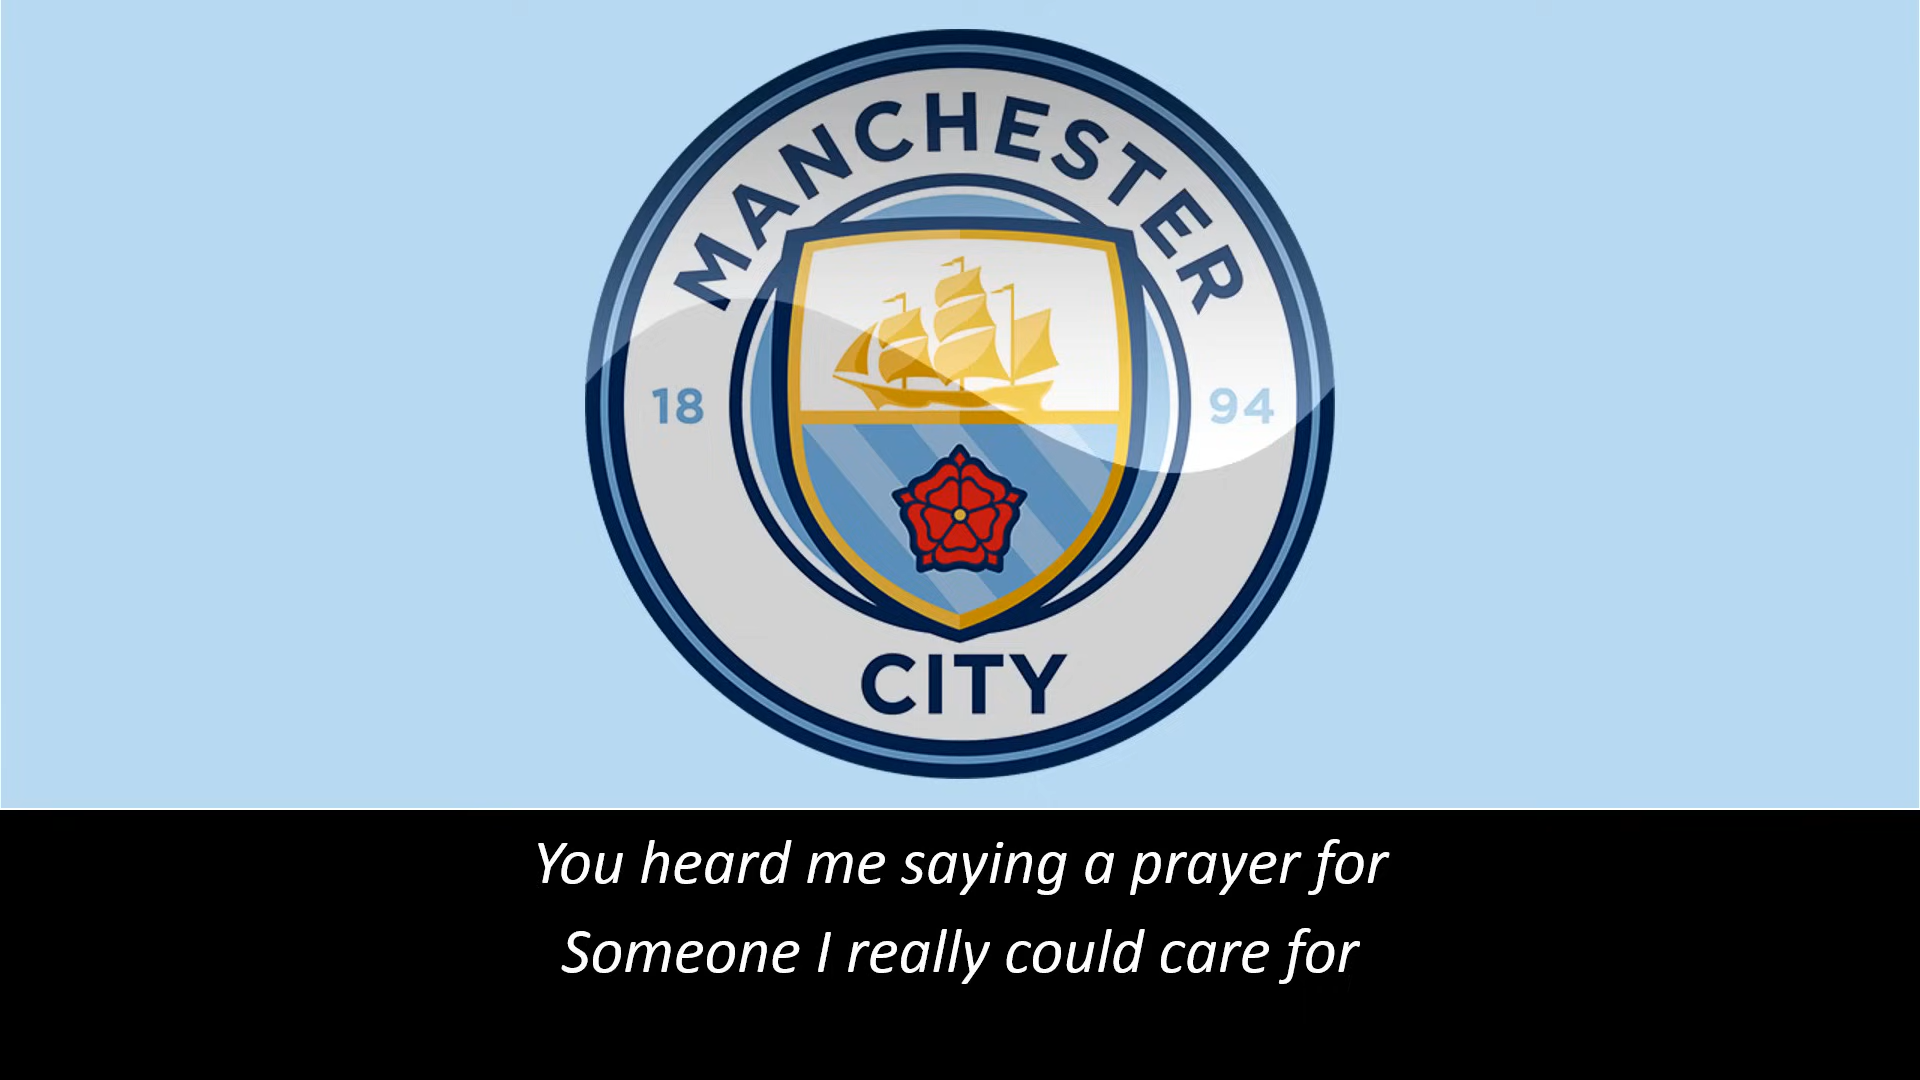 MANCHESTER
18 94
CITY
You heard me saying a prayer for
Someone I really could care for